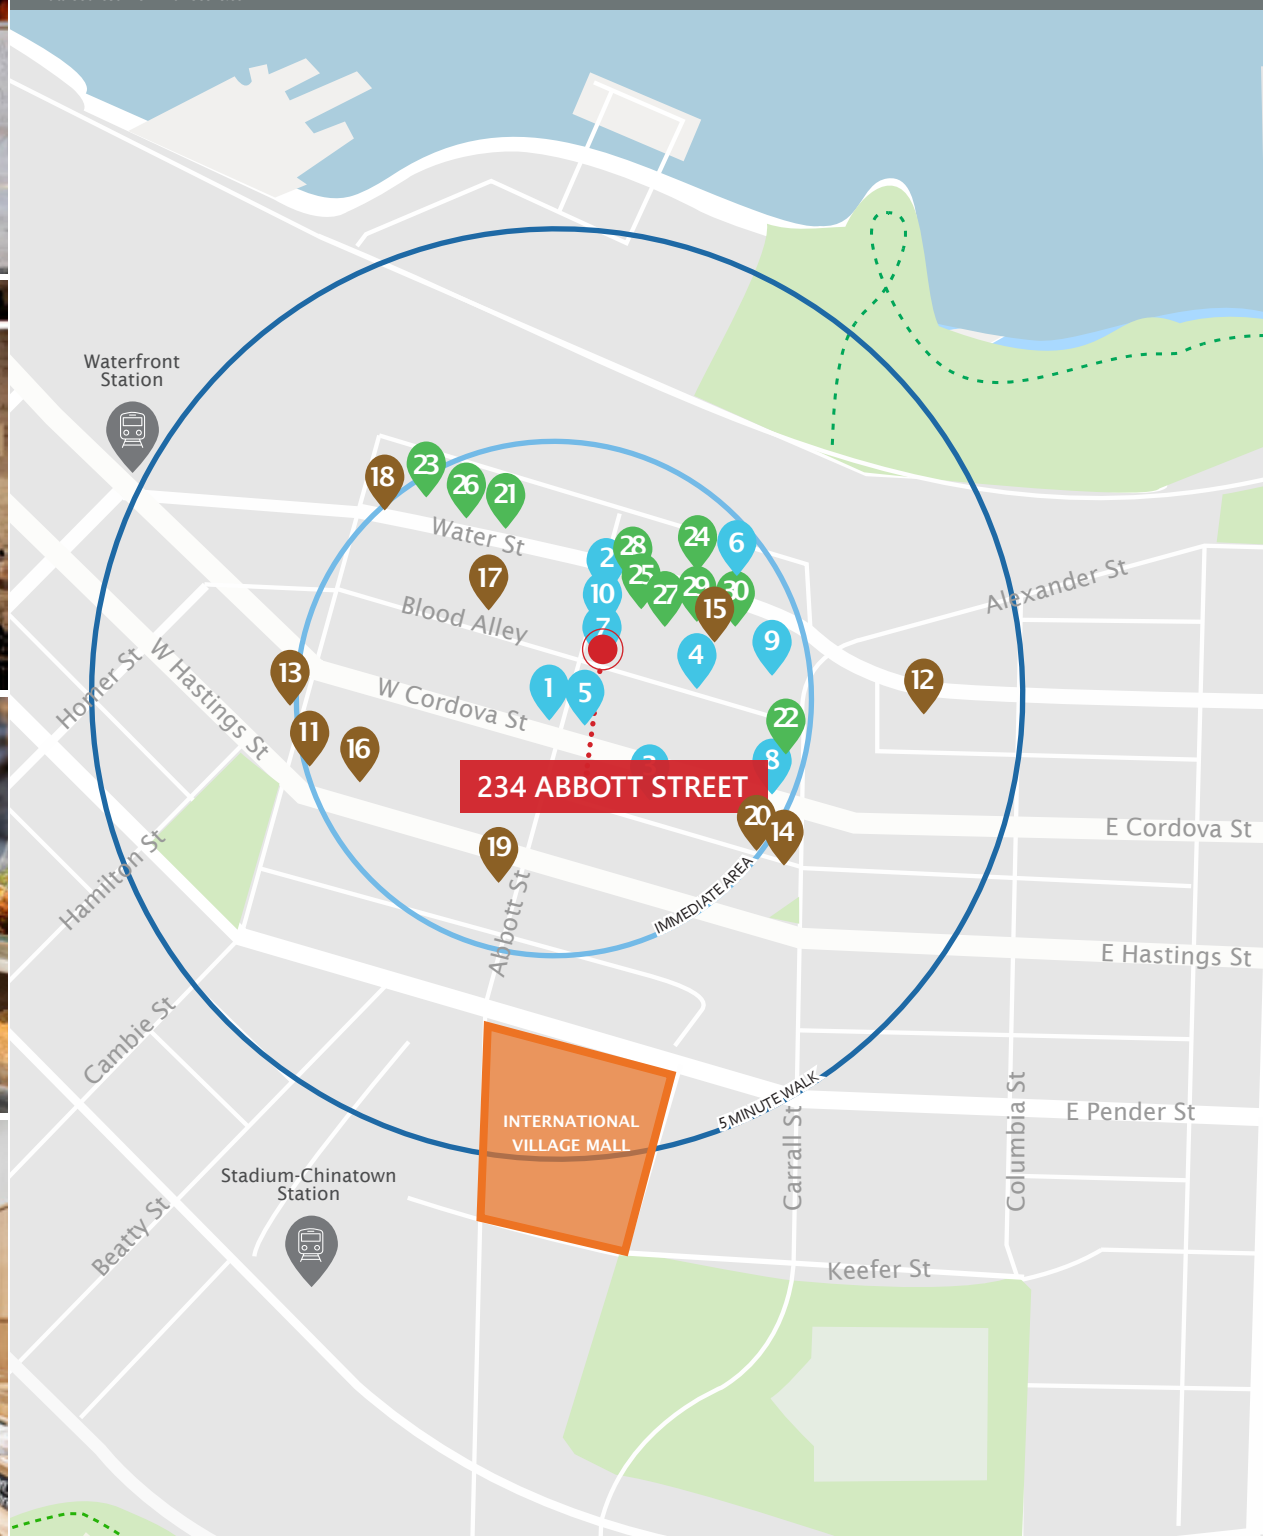 Waterfront
Station
18
23
26
21
Water St
17
Blood Alley
2
28
24
6
25
10
27
29
30
15
7
4
9
Alexander St
12
Homer St
W Hastings St
13
1
5
W Cordova St
11
16
22
3
8
234 ABBOTT STREET
20
14
19
E Cordova St
Hamilton St
Abbott St
IMMEDIATE AREA
E Hastings St
Cambie St
5 MINUTE WALK
INTERNATIONAL
VILLAGE MALL
Carrall St
Columbia St
E Pender St
Stadium-Chinatown
Station
Beatty St
Keefer St